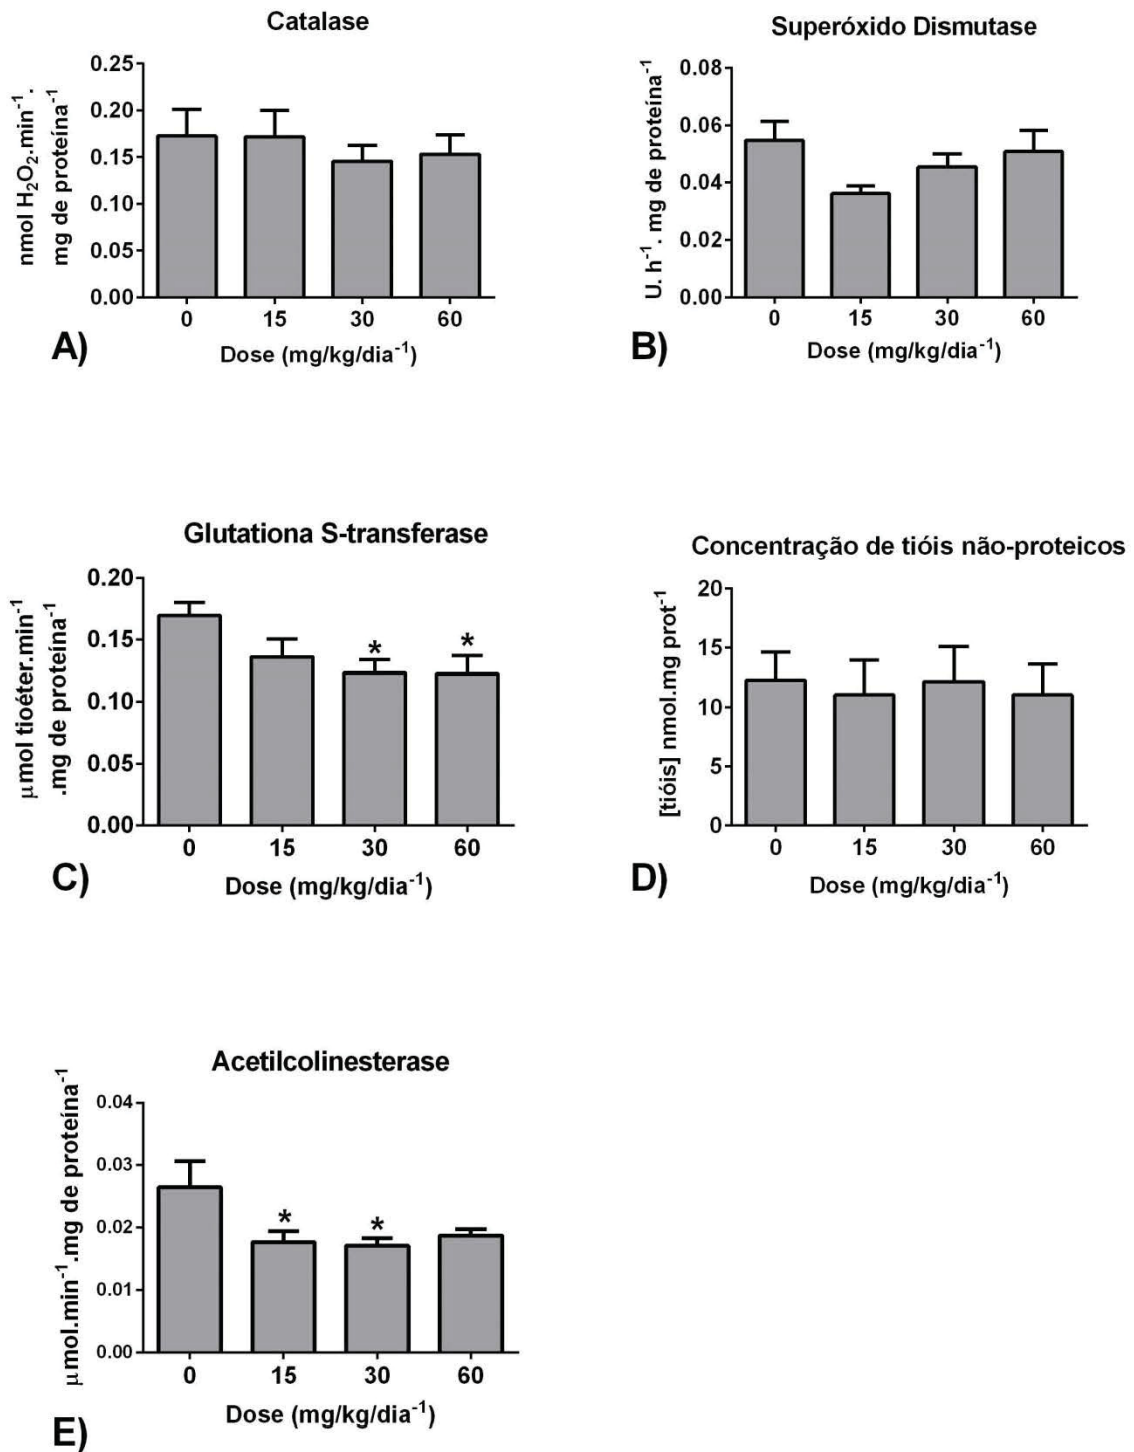 Catalase
nmol H₂O₂.min⁻¹.
mg de proteína⁻¹
0.25
0.20
0.15
0.10
0.05
0.00
0 15 30 60
Dose (mg/kg/dia⁻¹)
A)
Superóxido Dismutase
U. h⁻¹. mg de proteína⁻¹
0.08
0.06
0.04
0.02
0.00
0 15 30 60
Dose (mg/kg/dia⁻¹)
B)
Glutationa S-transferase
μmol tioéter.min⁻¹
.mg de proteína⁻¹
0.20
0.15
0.10
0.05
0.00
* *
0 15 30 60
Dose (mg/kg/dia⁻¹)
C)
Concentração de tióis não-proteicos
[tióis] nmol.mg prot⁻¹
20
15
10
5
0
0 15 30 60
Dose (mg/kg/dia⁻¹)
D)
Acetilcolinesterase
μmol.min⁻¹.mg de proteína⁻¹
0.04
0.03
0.02
0.01
0.00
* *
0 15 30 60
Dose (mg/kg/dia⁻¹)
E)